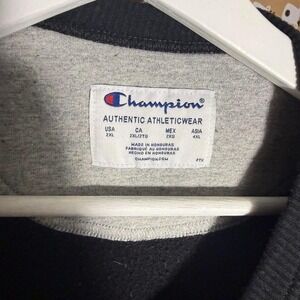 Champion
AUTHENTIC ATHLETICWEAR
USA CA MEX ASIA
2XL 2XL/2TG 2XG 4XL
MADE IN HONDURAS
FABRIQUÉ AU HONDURAS
HECHO EN HONDURAS
CHAMPION.COM